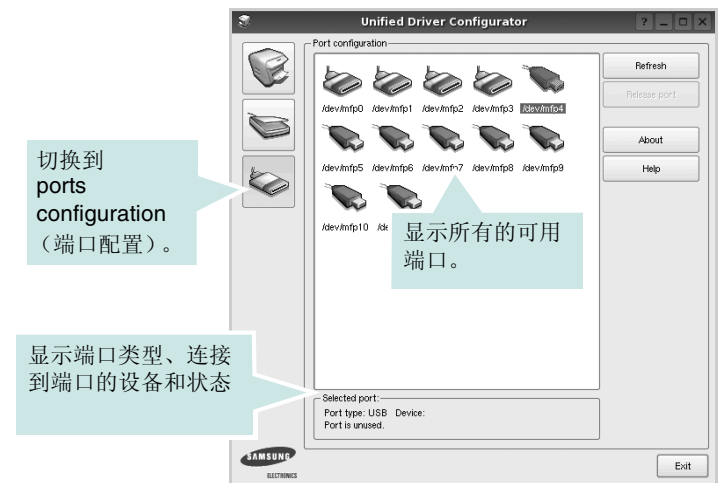 Unified Driver Configurator
Port configuration
/dev/mfp0 /dev/mfp1 /dev/mfp2 /dev/mfp3 /dev/mfp4
/dev/mfp5 /dev/mfp6 /dev/mfp7 /dev/mfp8 /dev/mfp9
/dev/mfp10
Refresh
Release port
About
Help
切换到
ports
configuration
（端口配置）。
显示所有的可用
端口。
显示端口类型、连接
到端口的设备和状态
Selected port:
Port type: USB Device:
Port is unused.
SAMSUNG
ELECTRONICS
Exit